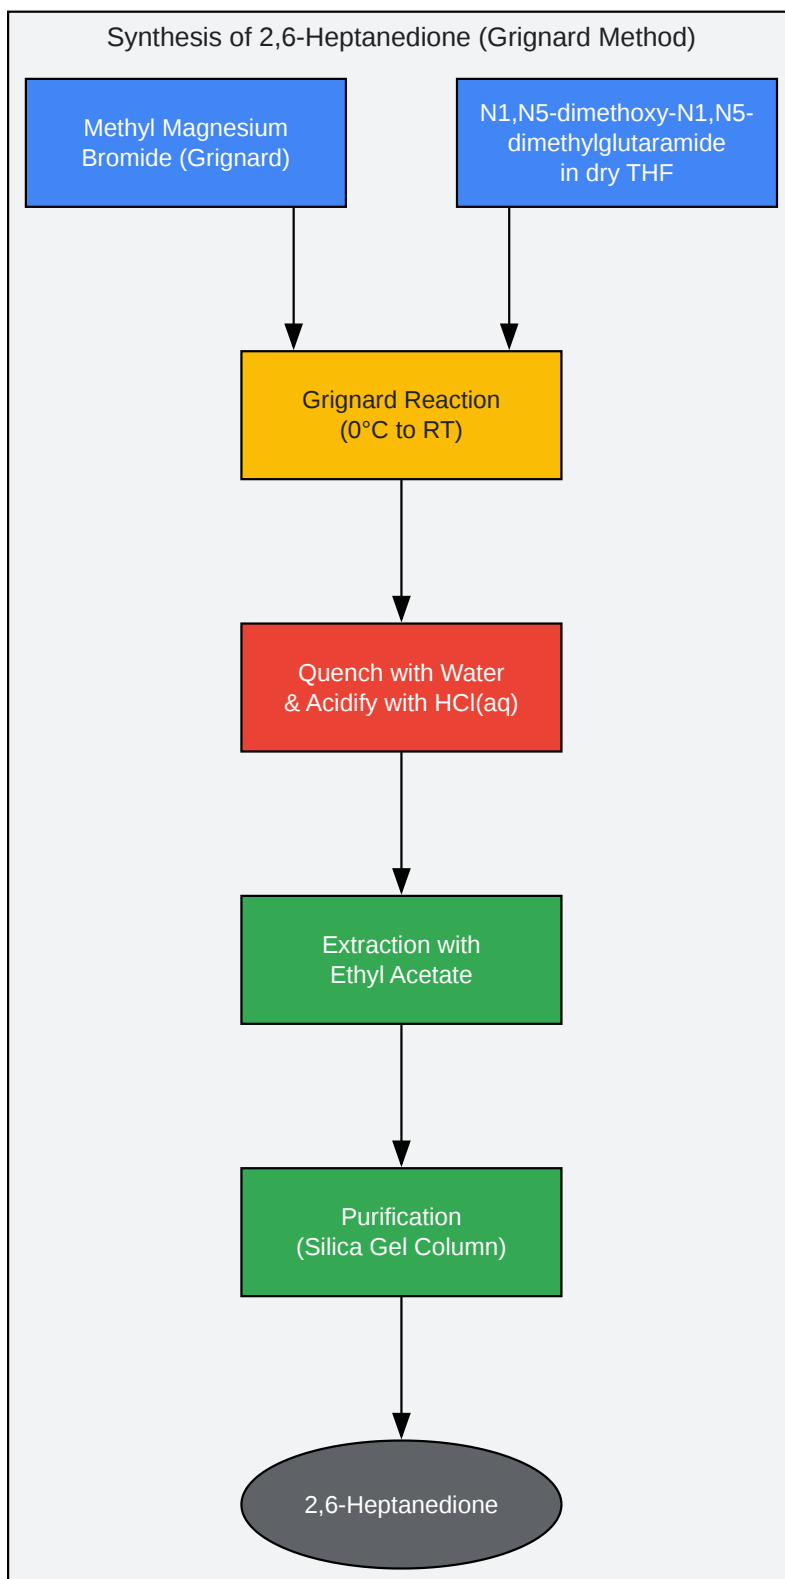 Synthesis of 2,6-Heptanedione (Grignard Method)
Methyl Magnesium
Bromide (Grignard)
N1,N5-dimethoxy-N1,N5-
dimethylglutaramide
in dry THF
Grignard Reaction
(0°C to RT)
Quench with Water
& Acidify with HCl(aq)
Extraction with
Ethyl Acetate
Purification
(Silica Gel Column)
2,6-Heptanedione